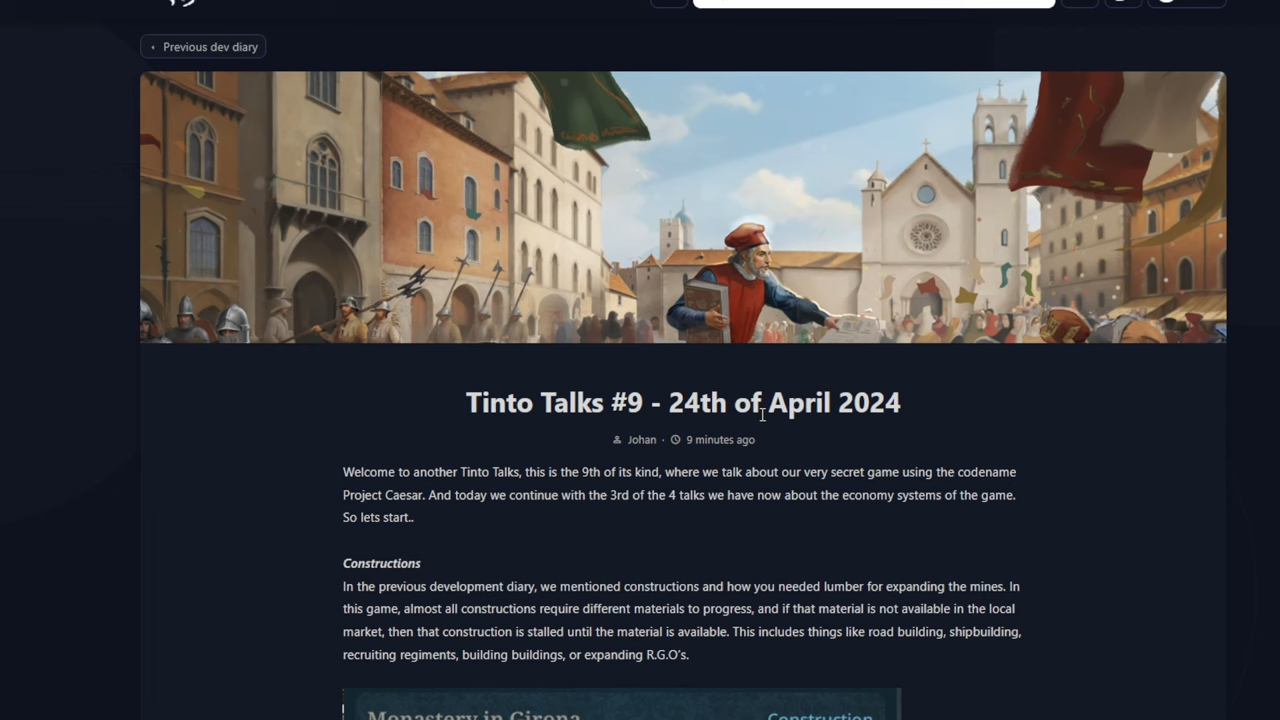 Previous dev diary
Tinto Talks #9 - 24th of April 2024
Johan · 9 minutes ago
Welcome to another Tinto Talks, this is the 9th of its kind, where we talk about our very secret game using the codename
Project Caesar. And today we continue with the 3rd of the 4 talks we have now about the economy systems of the game.
So lets start..
Constructions
In the previous development diary, we mentioned constructions and how you needed lumber for expanding the mines. In
this game, almost all constructions require different materials to progress, and if that material is not available in the local
market, then that construction is stalled until the material is available. This includes things like road building, shipbuilding,
recruiting regiments, building buildings, or expanding R.G.O's.
Monastery in Girona
Construction